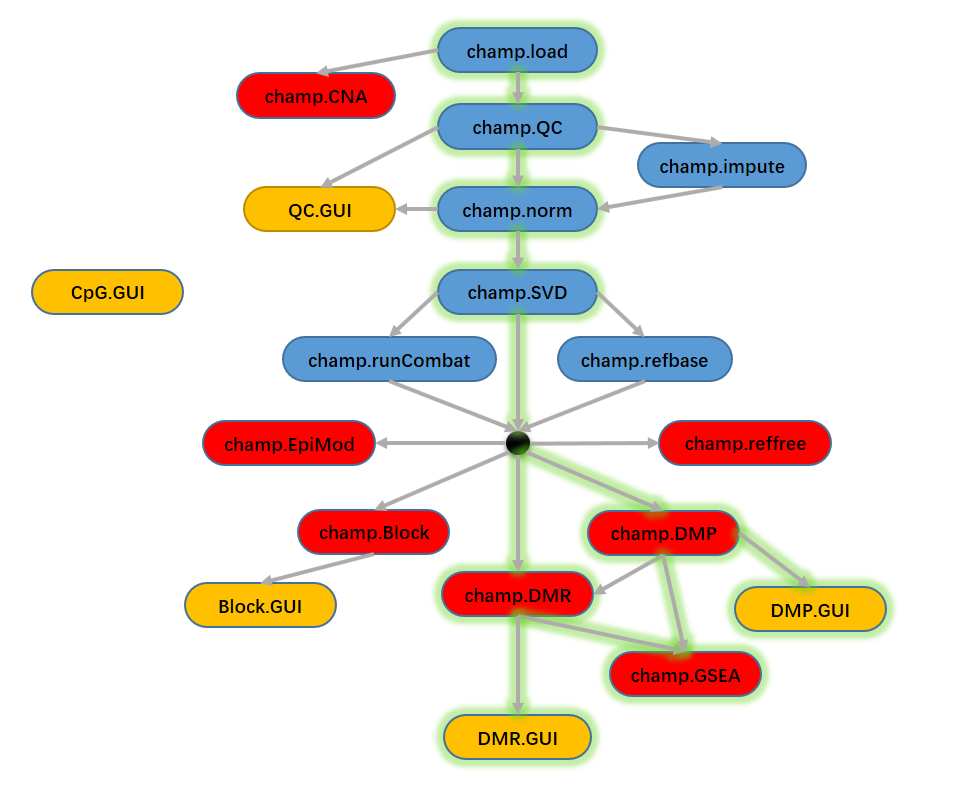 champ.load
champ.CNA
champ.QC
champ.impute
QC.GUI
champ.norm
CpG.GUI
champ.SVD
champ.runCombat
champ.refbase
champ.EpiMod
champ.reffree
champ.Block
champ.DMP
champ.DMR
Block.GUI
DMP.GUI
champ.GSEA
DMR.GUI